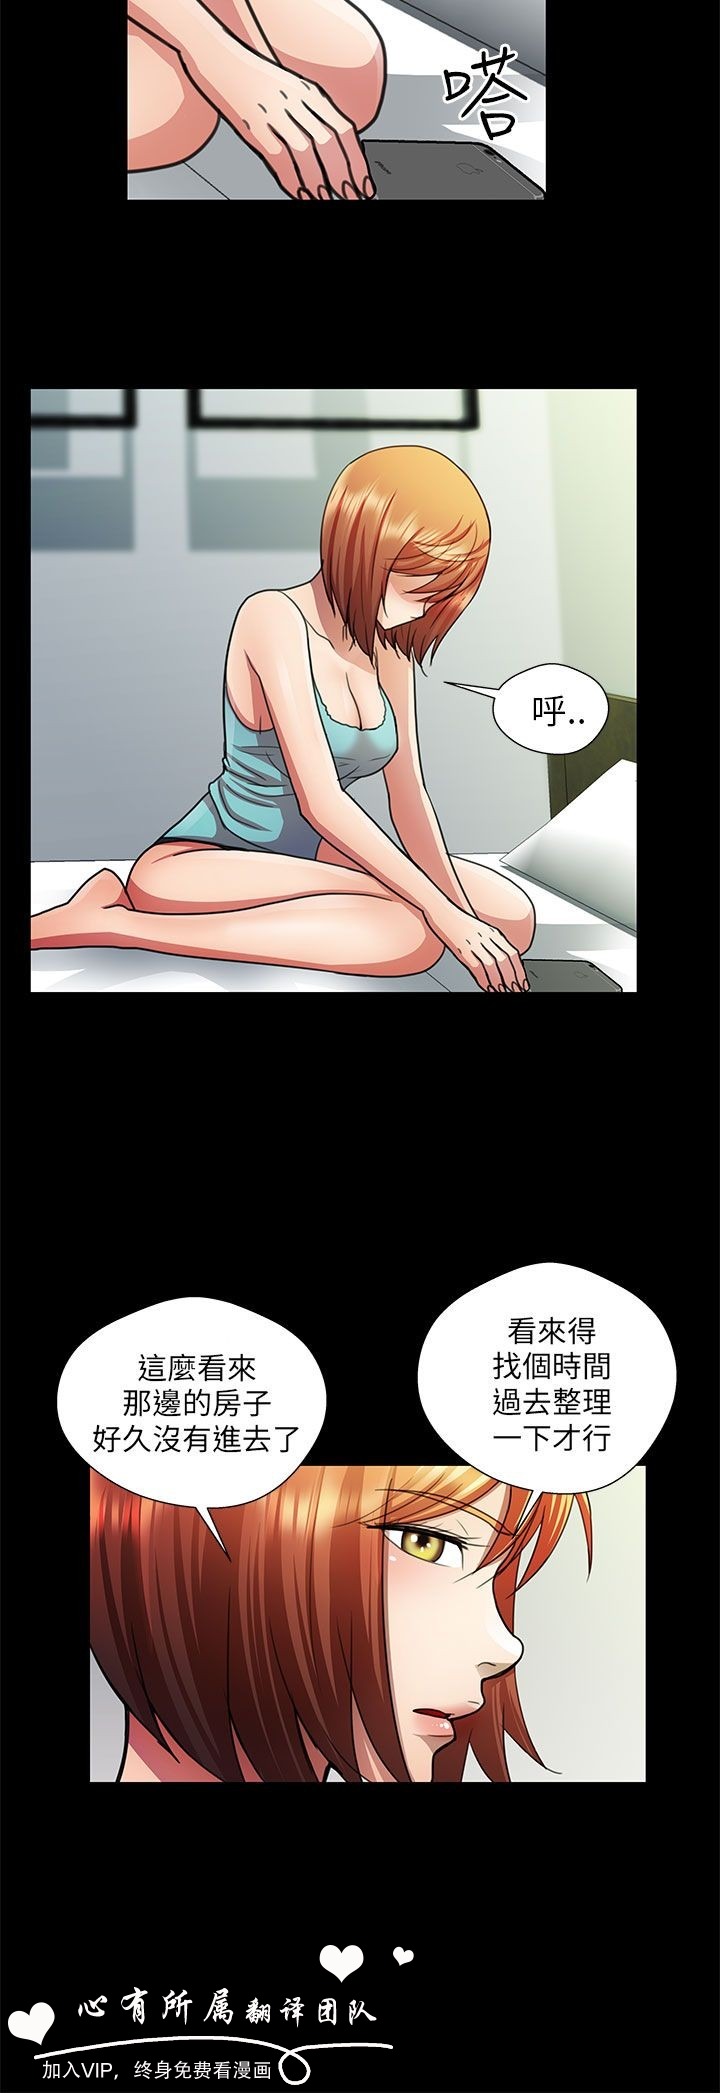 嗒
呼..
這麼看來
那邊的房子
好久沒有進去了
看來得
找個時間
過去整理
一下才行
心有所属翻译团队
加入VIP，终身免费看漫画